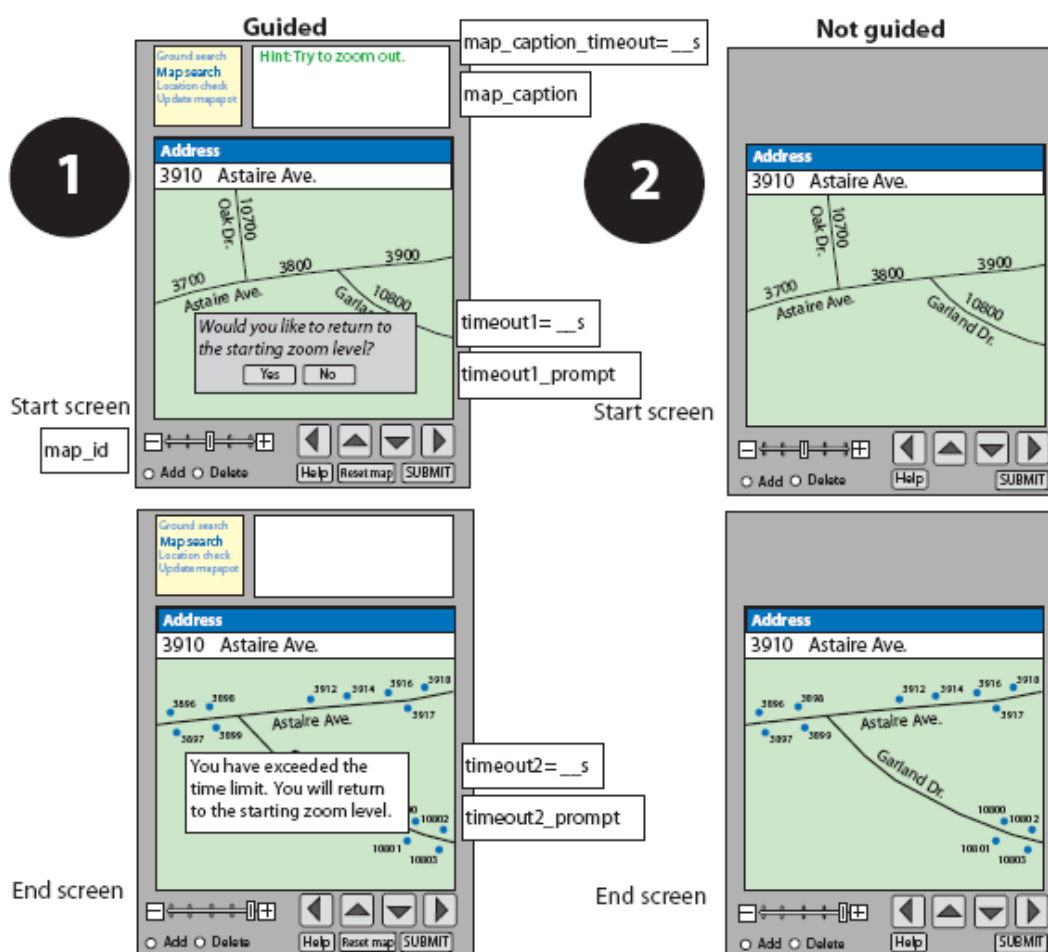 Guided
Not guided
map_caption_timeout= __s
map_caption
Ground search
Map search
Location check
Update mapspot
Hint: Try to zoom out.
1
Address
3910 Astaire Ave.
10700
Oak Dr.
3700
3800
3900
Astaire Ave.
10800
Would you like to return to
the starting zoom level?
Yes No
timeout1= __s
timeout1_prompt
Start screen
map_id
Add Delete
Help Reset map SUBMIT
2
Address
3910 Astaire Ave.
10700
Oak Dr.
3700
3800
3900
Astaire Ave.
10800
Garland Dr.
Start screen
Add Delete
Help SUBMIT
Ground search
Map search
Location check
Update mapspot
Address
3910 Astaire Ave.
3896 3898 3912 3914 3916 3918
Astaire Ave.
3897 3899 3917
You have exceeded the
time limit. You will return
to the starting zoom level.
10802
10801
10803
timeout2= __s
timeout2_prompt
End screen
Add Delete
Help Reset map SUBMIT
Address
3910 Astaire Ave.
3896 3898 3912 3914 3916 3918
Astaire Ave.
3897 3899 3917
Garland Dr.
10800
10802
10801
10803
End screen
Add Delete
Help SUBMIT